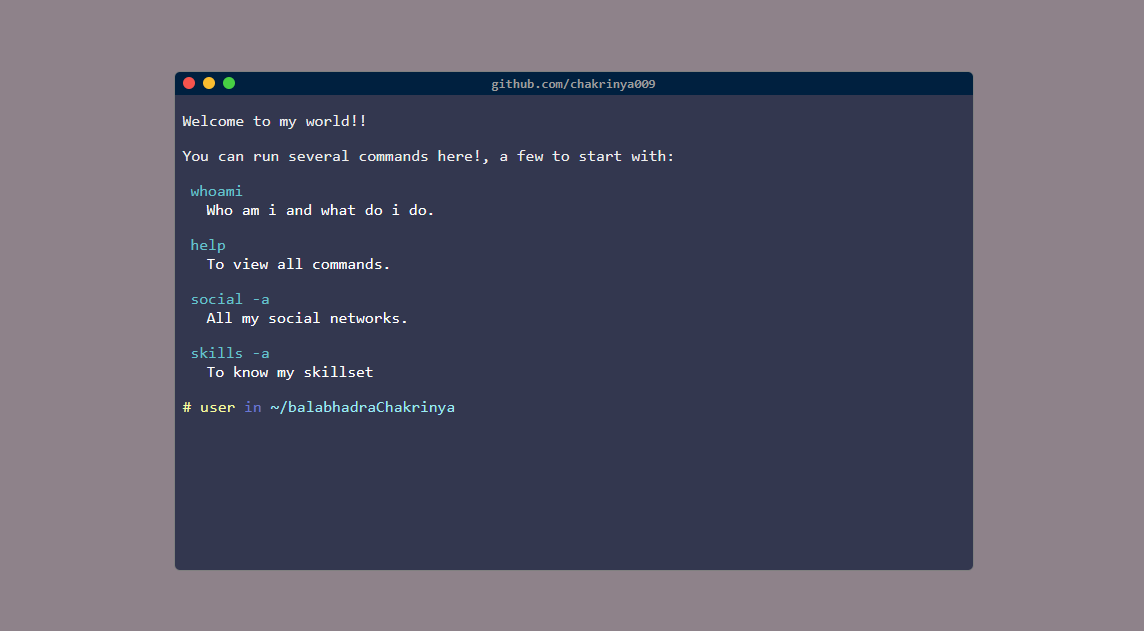 github.com/chakrinya009
Welcome to my world!!
You can run several commands here!, a few to start with:
whoami
Who am i and what do i do.
help
To view all commands.
social -a
All my social networks.
skills -a
To know my skillset
# user in ~/balabhadraChakrinya